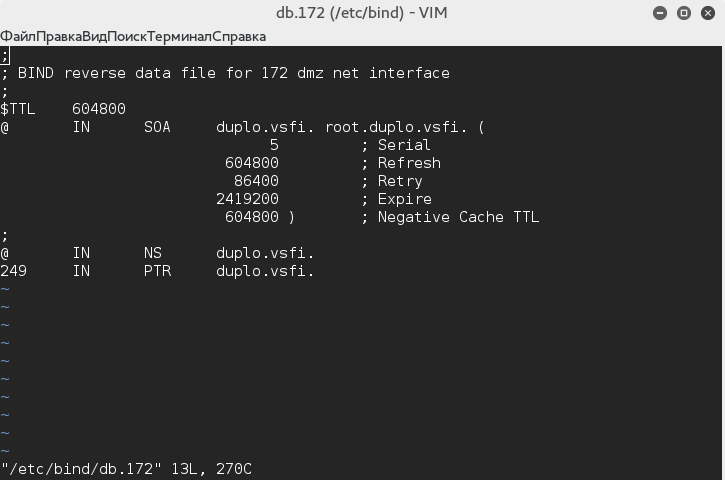 db.172 (/etc/bind) - VIM
ФайлПравкаВидПоискТерминалСправка
;
; BIND reverse data file for 172 dmz net interface
;
$TTL    604800
@       IN      SOA     duplo.vsfi. root.duplo.vsfi. (
                              5         ; Serial
                         604800         ; Refresh
                          86400         ; Retry
                        2419200         ; Expire
                         604800 )       ; Negative Cache TTL
;
@       IN      NS      duplo.vsfi.
249     IN      PTR     duplo.vsfi.
~
~
~
~
~
~
~
~
~
~
"/etc/bind/db.172" 13L, 270C